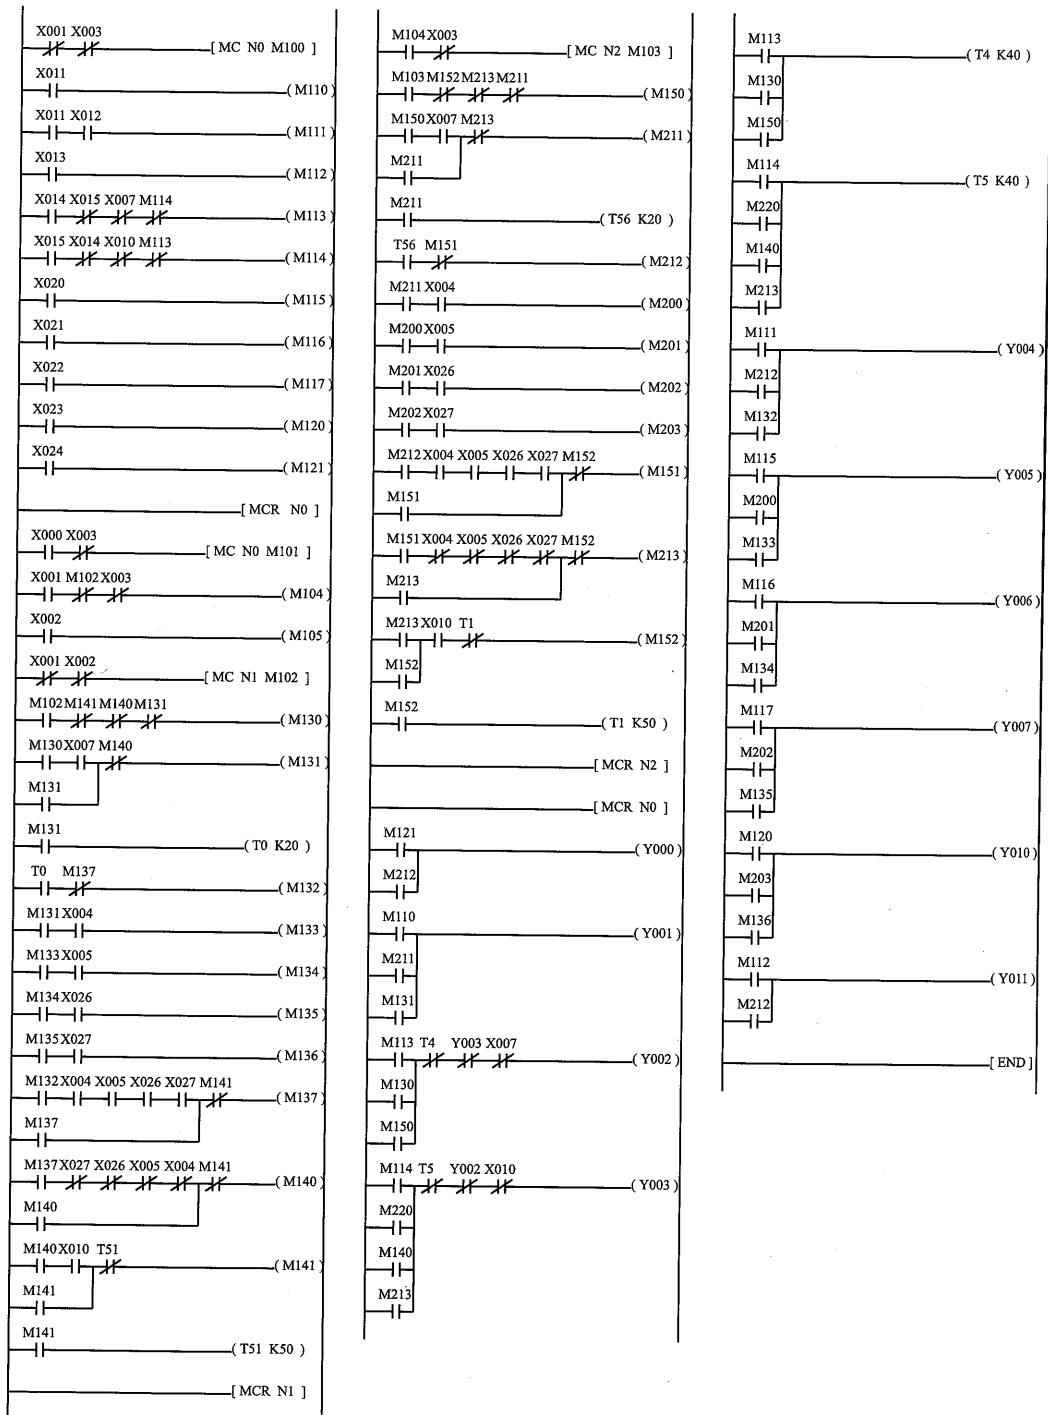 X001 X003
[ MC N0 M100 ]
X011
( M110 )
X011 X012
( M111 )
X013
( M112 )
X014 X015 X007 M114
( M113 )
X015 X014 X010 M113
( M114 )
X020
( M115 )
X021
( M116 )
X022
( M117 )
X023
( M120 )
X024
( M121 )
[ MCR N0 ]
X000 X003
[ MC N0 M101 ]
X001 M102 X003
( M104 )
X002
( M105 )
X001 X002
[ MC N1 M102 ]
M102 M141 M140 M131
( M130 )
M130 X007 M140
( M131 )
M131
M131
( T0 K20 )
T0 M137
( M132 )
M131 X004
( M133 )
M133 X005
( M134 )
M134 X026
( M135 )
M135 X027
( M136 )
M132 X004 X005 X026 X027 M141
( M137 )
M137
M137 X027 X026 X005 X004 M141
( M140 )
M140
M140 X010 T51
( M141 )
M141
M141
( T51 K50 )
[ MCR N1 ]
M104 X003
[ MC N2 M103 ]
M103 M152 M213 M211
( M150 )
M150 X007 M213
( M211 )
M211
M211
( T56 K20 )
T56 M151
( M212 )
M211 X004
( M200 )
M200 X005
( M201 )
M201 X026
( M202 )
M202 X027
( M203 )
M212 X004 X005 X026 X027 M152
( M151 )
M151
M151 X004 X005 X026 X027 M152
( M213 )
M213
M213 X010 T1
( M152 )
M152
M152
( T1 K50 )
[ MCR N2 ]
[ MCR N0 ]
M121
( Y000 )
M212
M110
( Y001 )
M211
M131
M113 T4 Y003 X007
( Y002 )
M130
M150
M114 T5 Y002 X010
( Y003 )
M220
M140
M213
M113
( T4 K40 )
M130
M150
M114
( T5 K40 )
M220
M140
M213
M111
( Y004 )
M212
M132
M115
( Y005 )
M200
M133
M116
( Y006 )
M201
M134
M117
( Y007 )
M202
M135
M120
( Y010 )
M203
M136
M112
( Y011 )
M212
[ END ]